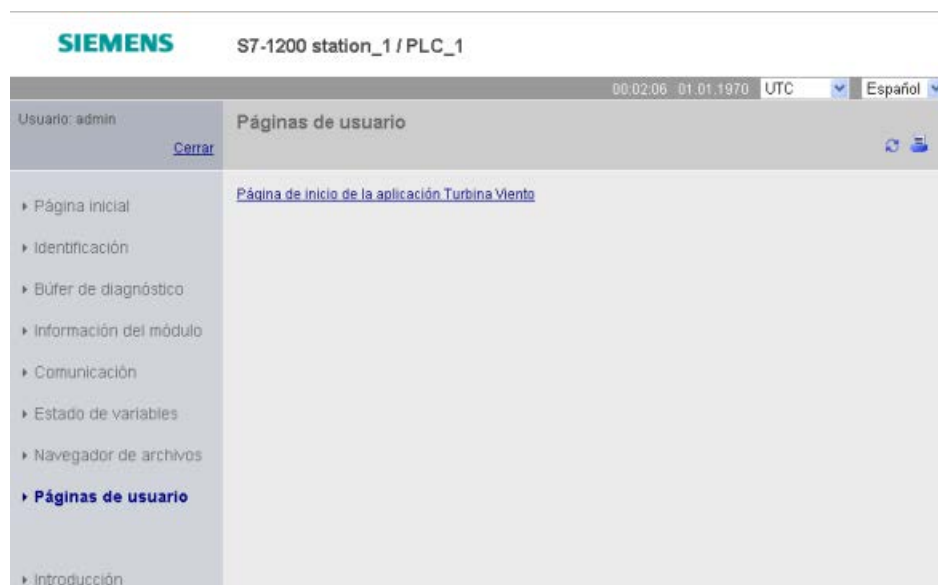 SIEMENS
S7-1200 station_1 / PLC_1
00:02:06 01.01.1970 UTC Español
Usuario: admin
Cerrar
Páginas de usuario
Página de inicio de la aplicación Turbina Viento
Página inicial
Identificación
Búfer de diagnóstico
Información del módulo
Comunicación
Estado de variables
Navegador de archivos
Páginas de usuario
Introducción